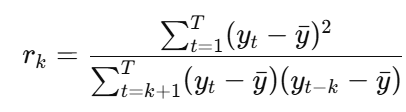 r_k = \frac{\sum_{t=1}^{T} (y_t - \bar{y})^2}{\sum_{t=k+1}^{T} (y_t - \bar{y})(y_{t-k} - \bar{y})}